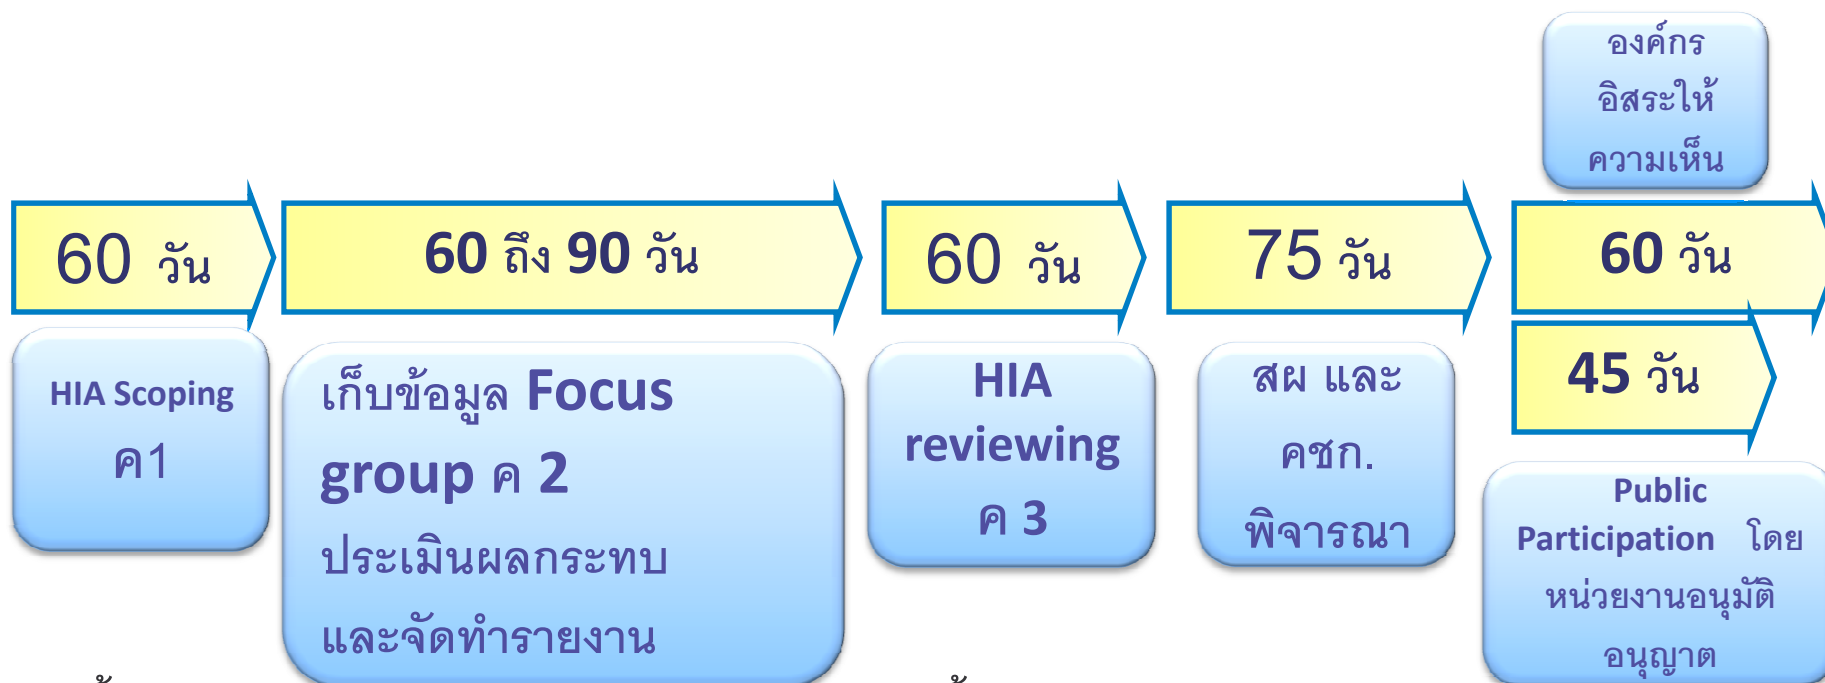 องค์กร
อิสระให้
ความเห็น
60 วัน
60 ถึง 90 วัน
60 วัน
75 วัน
60 วัน
45 วัน
HIA Scoping
ค1
เก็บข้อมูล Focus
group ค 2
ประเมินผลกระทบ
และจัดทำรายงาน
HIA
reviewing
ค 3
สผ และ
คชก.
พิจารณา
Public
Participation โดย
หน่วยงานอนุมัติ
อนุญาต